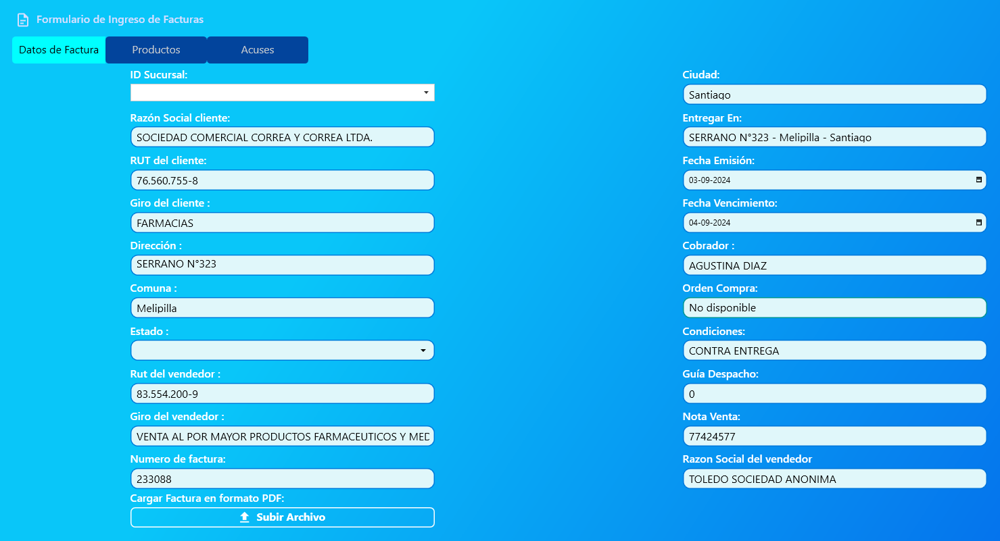 Formulario de Ingreso de Facturas
Datos de Factura
Productos
Acuses
ID Sucursal:
Razón Social cliente:
SOCIEDAD COMERCIAL CORREA Y CORREA LTDA.
RUT del cliente:
76.560.755-8
Giro del cliente :
FARMACIAS
Dirección :
SERRANO N°323
Comuna :
Melipilla
Estado :
Rut del vendedor :
83.554.200-9
Giro del vendedor :
VENTA AL POR MAYOR PRODUCTOS FARMACEUTICOS Y MED
Numero de factura:
233088
Cargar Factura en formato PDF:
Subir Archivo
Ciudad:
Santiago
Entregar En:
SERRANO N°323 - Melipilla - Santiago
Fecha Emisión:
03-09-2024
Fecha Vencimiento:
04-09-2024
Cobrador :
AGUSTINA DIAZ
Orden Compra:
No disponible
Condiciones:
CONTRA ENTREGA
Guía Despacho:
0
Nota Venta:
77424577
Razon Social del vendedor
TOLEDO SOCIEDAD ANONIMA